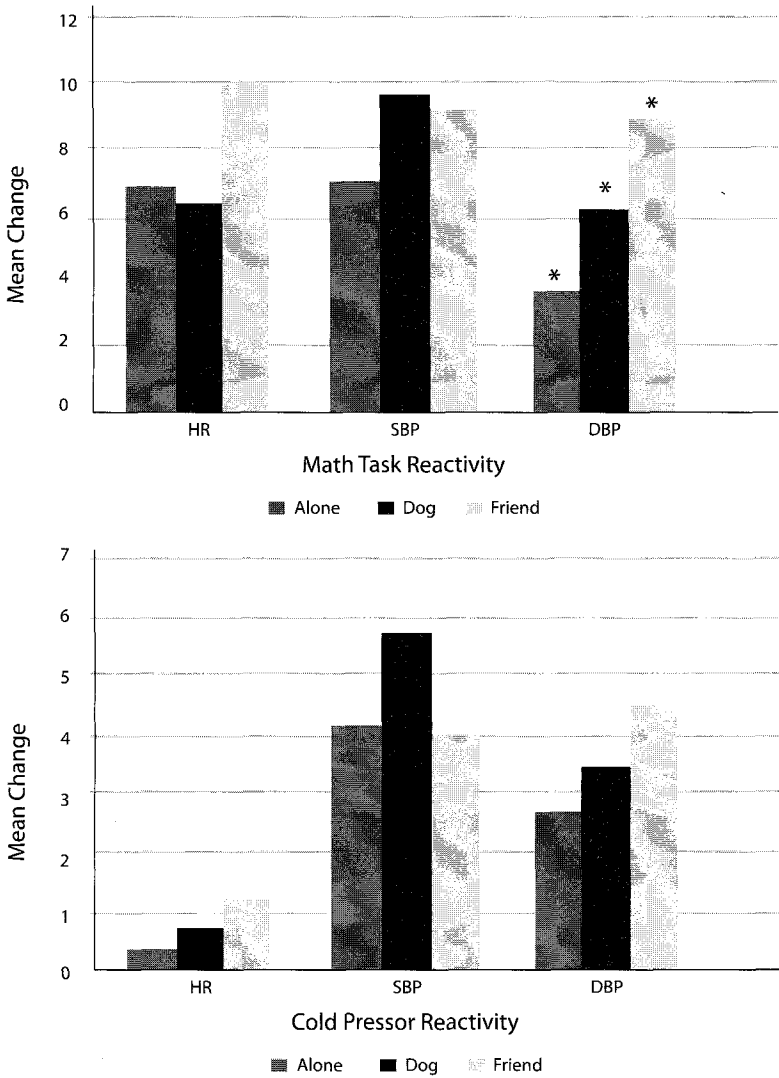 12
10
8
6
4
2
0
Mean Change
*
*
*
HR SBP DBP
Math Task Reactivity
Alone Dog Friend
7
6
5
4
3
2
1
0
Mean Change
HR SBP DBP
Cold Pressor Reactivity
Alone Dog Friend